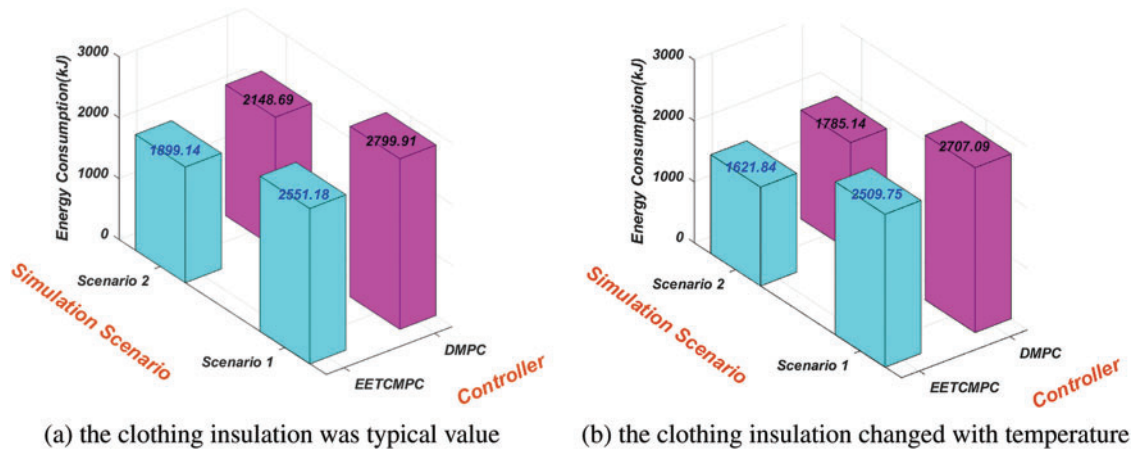 3000
2000
1000
0
Energy Consumption(kJ)
2148.69
2799.91
1899.14
2551.18
Scenario 2
Scenario 1
Simulation Scenario
DMPC
EETCMPC
Controller
(a) the clothing insulation was typical value
3000
2000
1000
0
Energy Consumption(kJ)
1785.14
2707.09
1621.84
2509.75
Scenario 2
Scenario 1
Simulation Scenario
DMPC
EETCMPC
Controller
(b) the clothing insulation changed with temperature